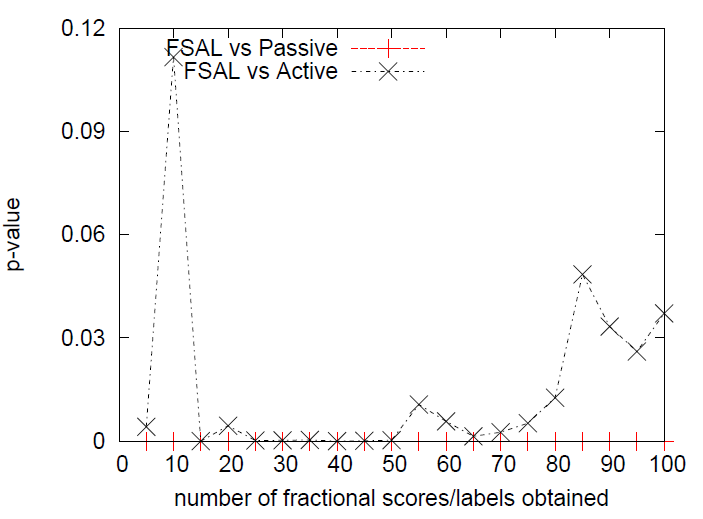 0.12
FSAL vs Passive
FSAL vs Active
0.09
0.06
p-value
0.03
0
0 10 20 30 40 50 60 70 80 90 100
number of fractional scores/labels obtained